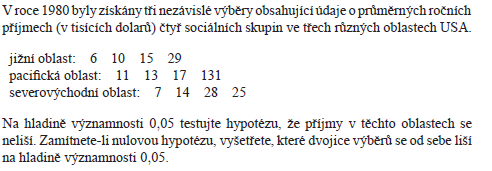 V roce 1980 byly získány tři nezávislé výběry obsahující údaje o průměrných ročních
příjmech (v tisících dolarů) čtyř sociálních skupin ve třech různých oblastech USA.
jižní oblast: 6 10 15 29
pacifická oblast: 11 13 17 131
severovýchodní oblast: 7 14 28 25
Na hladině významnosti 0,05 testujte hypotézu, že příjmy v těchto oblastech se
neliší. Zamítnete-li nulovou hypotézu, vyšetřete, které dvojice výběrů se od sebe liší
na hladině významnosti 0,05.